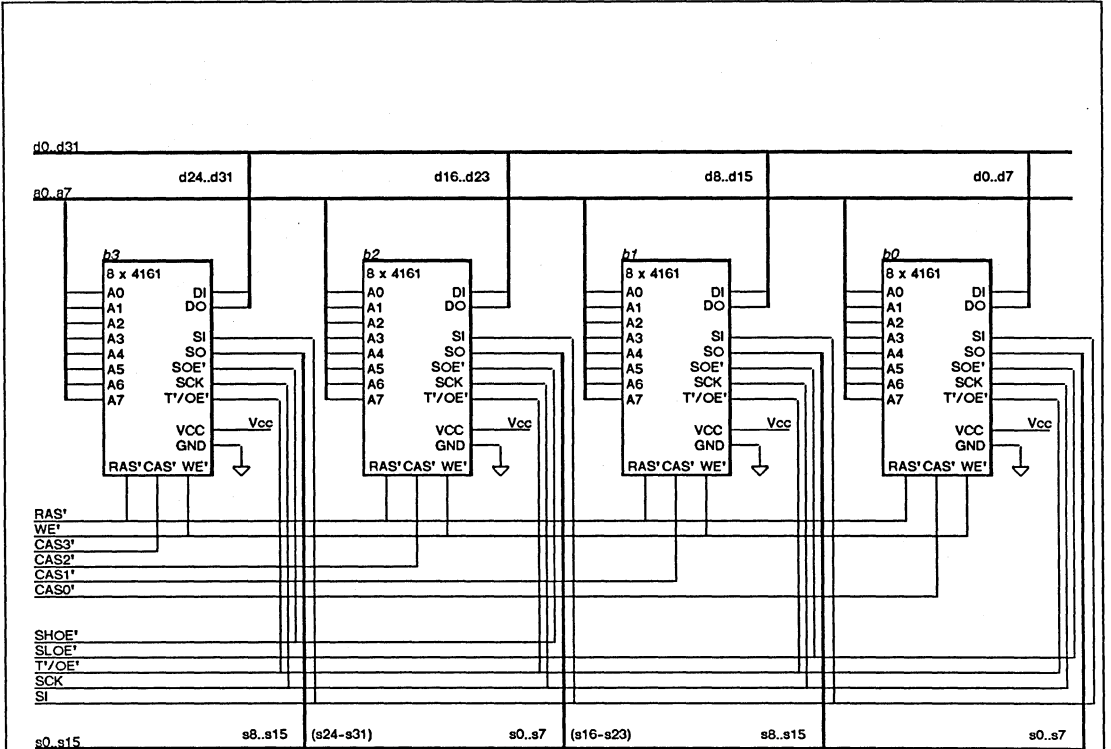 d0..d31
d24..d31 d16..d23 d8..d15 d0..d7
a0..a7
b3 b2 b1 b0
8 x 4161 8 x 4161 8 x 4161 8 x 4161
A0 DI A0 DI A0 DI A0 DI
A1 DO A1 DO A1 DO A1 DO
A2 A2 A2 A2
A3 SI A3 SI A3 SI A3 SI
A4 SO A4 SO A4 SO A4 SO
A5 SOE' A5 SOE' A5 SOE' A5 SOE'
A6 SCK A6 SCK A6 SCK A6 SCK
A7 T'/OE' A7 T'/OE' A7 T'/OE' A7 T'/OE'
VCC Vcc VCC Vcc VCC Vcc VCC Vcc
GND GND GND GND
RAS' CAS' WE' RAS' CAS' WE' RAS' CAS' WE' RAS' CAS' WE'
RAS'
WE'
CAS3'
CAS2'
CAS1'
CAS0'
SHOE'
SLOE'
T'/OE'
SCK
SI
s0..s15 s8..s15 (s24-s31) s0..s7 (s16-s23) s8..s15 s0..s7